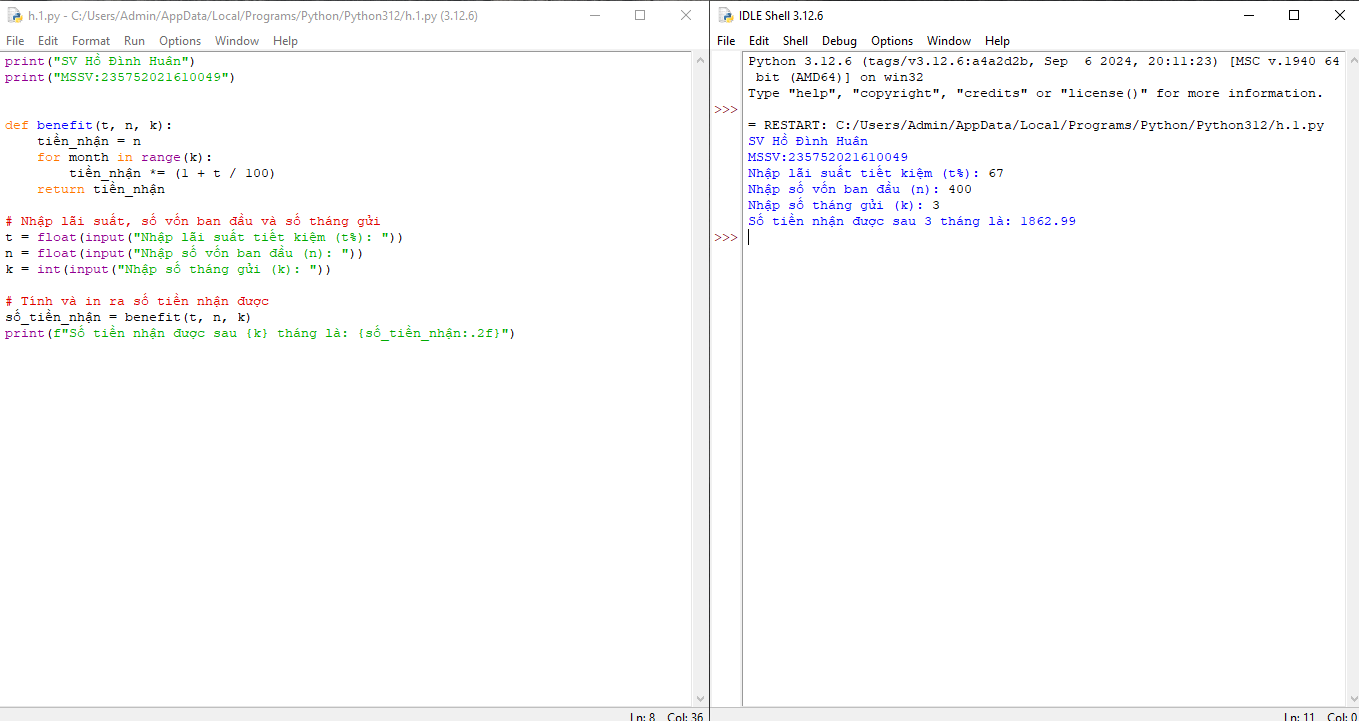 h.1.py - C:/Users/Admin/AppData/Local/Programs/Python/Python312/h.1.py (3.12.6)
File Edit Format Run Options Window Help
print("SV Hồ Đình Huân")
print("MSSV:235752021610049")
def benefit(t, n, k):
    tiền_nhận = n
    for month in range(k):
        tiền_nhận *= (1 + t / 100)
    return tiền_nhận
# Nhập lãi suất, số vốn ban đầu và số tháng gửi
t = float(input("Nhập lãi suất tiết kiệm (t%): "))
n = float(input("Nhập số vốn ban đầu (n): "))
k = int(input("Nhập số tháng gửi (k): "))
# Tính và in ra số tiền nhận được
số_tiền_nhận = benefit(t, n, k)
print(f"Số tiền nhận được sau {k} tháng là: {số_tiền_nhận:.2f}")
Ln: 8 Col: 36
IDLE Shell 3.12.6
File Edit Shell Debug Options Window Help
Python 3.12.6 (tags/v3.12.6:a4a2d2b, Sep  6 2024, 20:11:23) [MSC v.1940 64
 bit (AMD64)] on win32
Type "help", "copyright", "credits" or "license()" for more information.
>>>
= RESTART: C:/Users/Admin/AppData/Local/Programs/Python/Python312/h.1.py
SV Hồ Đình Huân
MSSV:235752021610049
Nhập lãi suất tiết kiệm (t%): 67
Nhập số vốn ban đầu (n): 400
Nhập số tháng gửi (k): 3
Số tiền nhận được sau 3 tháng là: 1862.99
>>>
Ln: 11 Col: 0